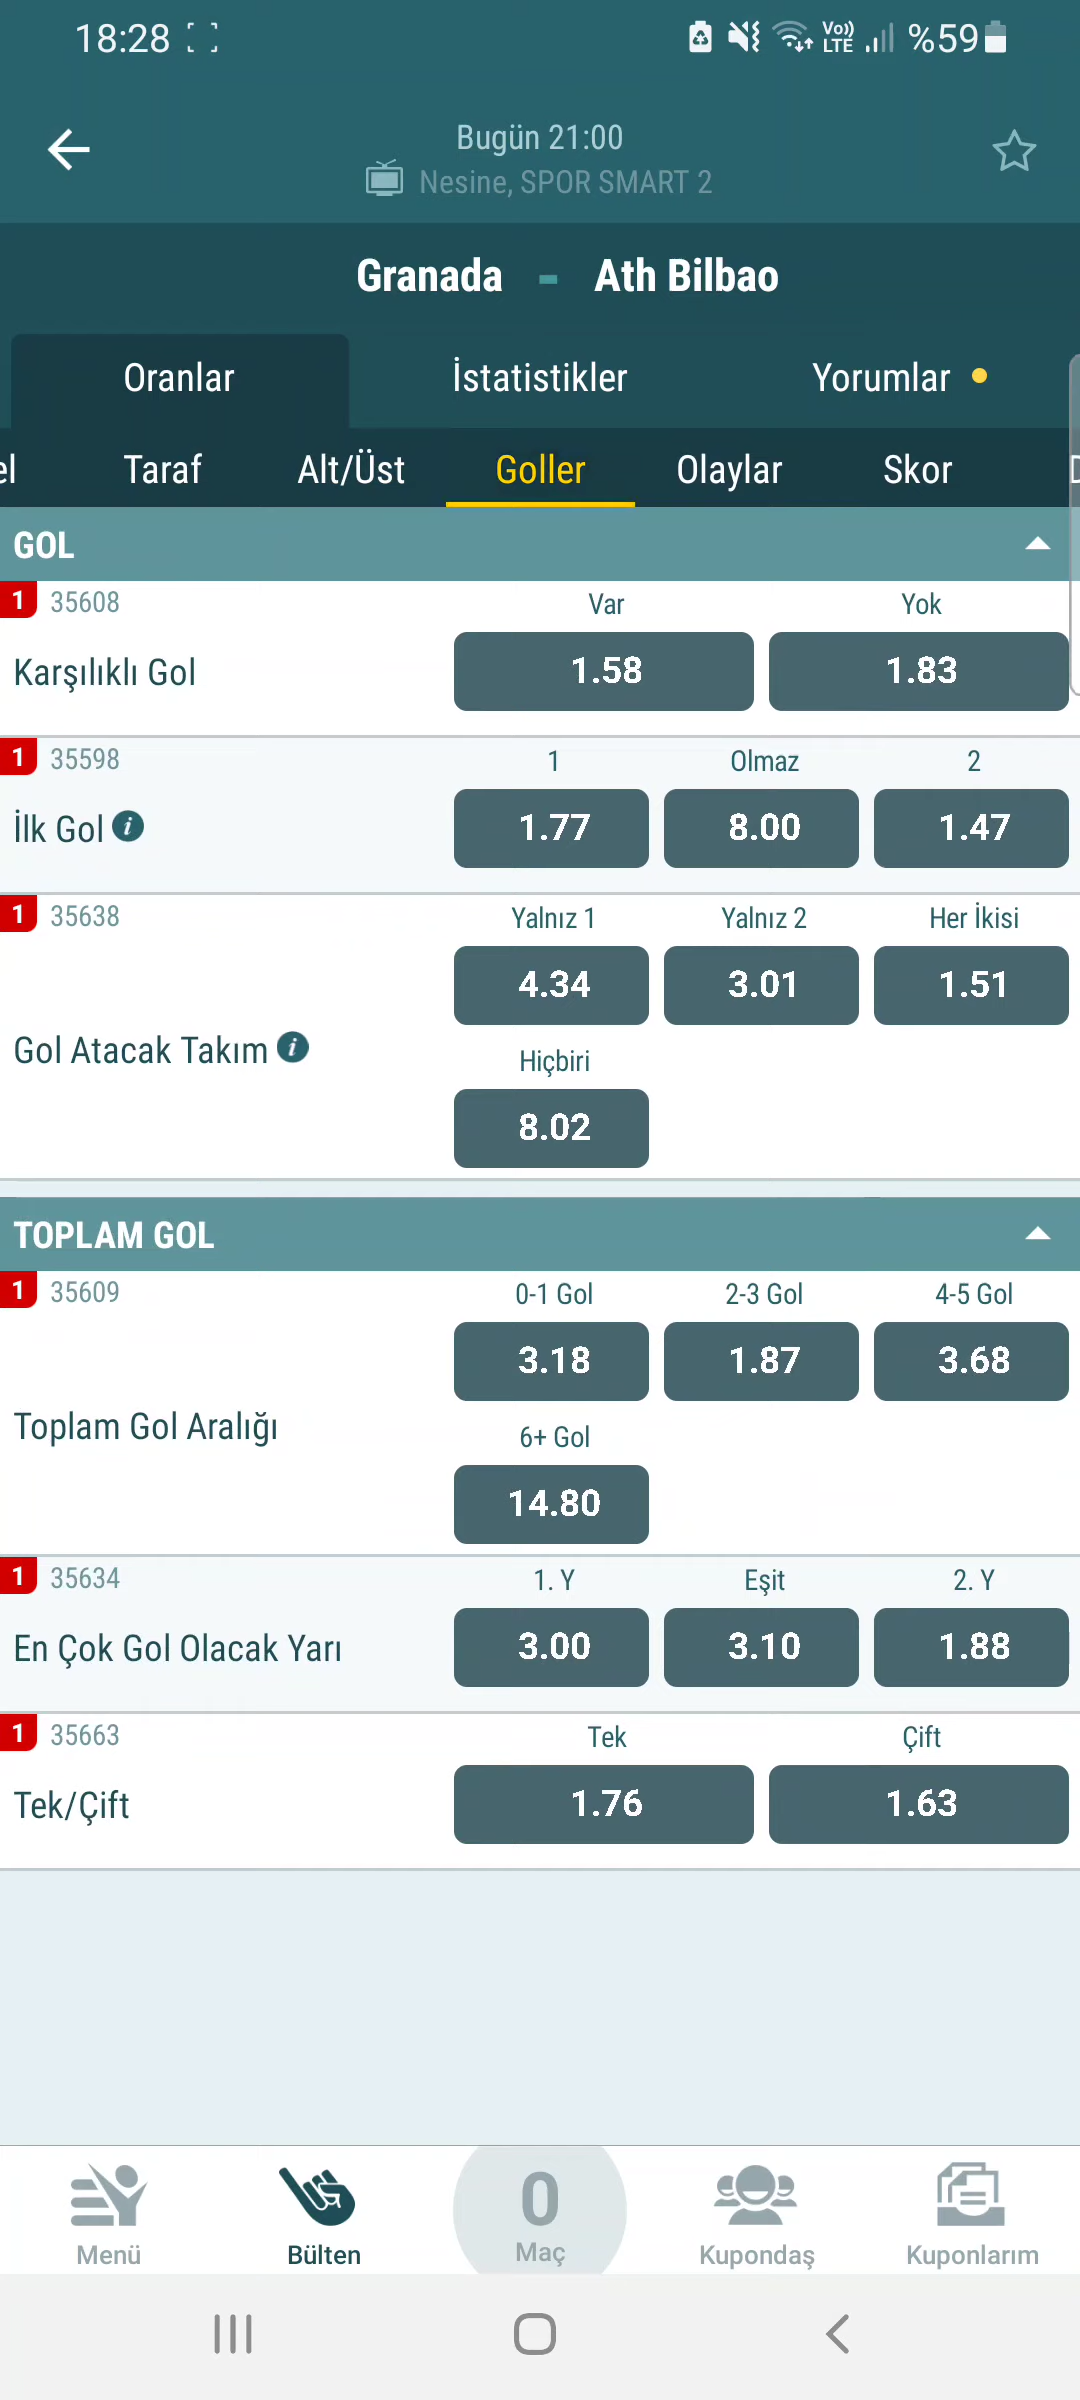 18:28 %59
Bugün 21:00
Nesine, SPOR SMART 2
Granada - Ath Bilbao
Oranlar İstatistikler Yorumlar
el Taraf Alt/Üst Goller Olaylar Skor D
GOL
1 35608 Var Yok
Karşılıklı Gol 1.58 1.83
1 35598 1 Olmaz 2
İlk Gol i 1.77 8.00 1.47
1 35638 Yalnız 1 Yalnız 2 Her İkisi
4.34 3.01 1.51
Gol Atacak Takım i Hiçbiri
8.02
TOPLAM GOL
1 35609 0-1 Gol 2-3 Gol 4-5 Gol
3.18 1.87 3.68
Toplam Gol Aralığı 6+ Gol
14.80
1 35634 1. Y Eşit 2. Y
En Çok Gol Olacak Yarı 3.00 3.10 1.88
1 35663 Tek Çift
Tek/Çift 1.76 1.63
0
Menü Bülten Maç Kupondaş Kuponlarım